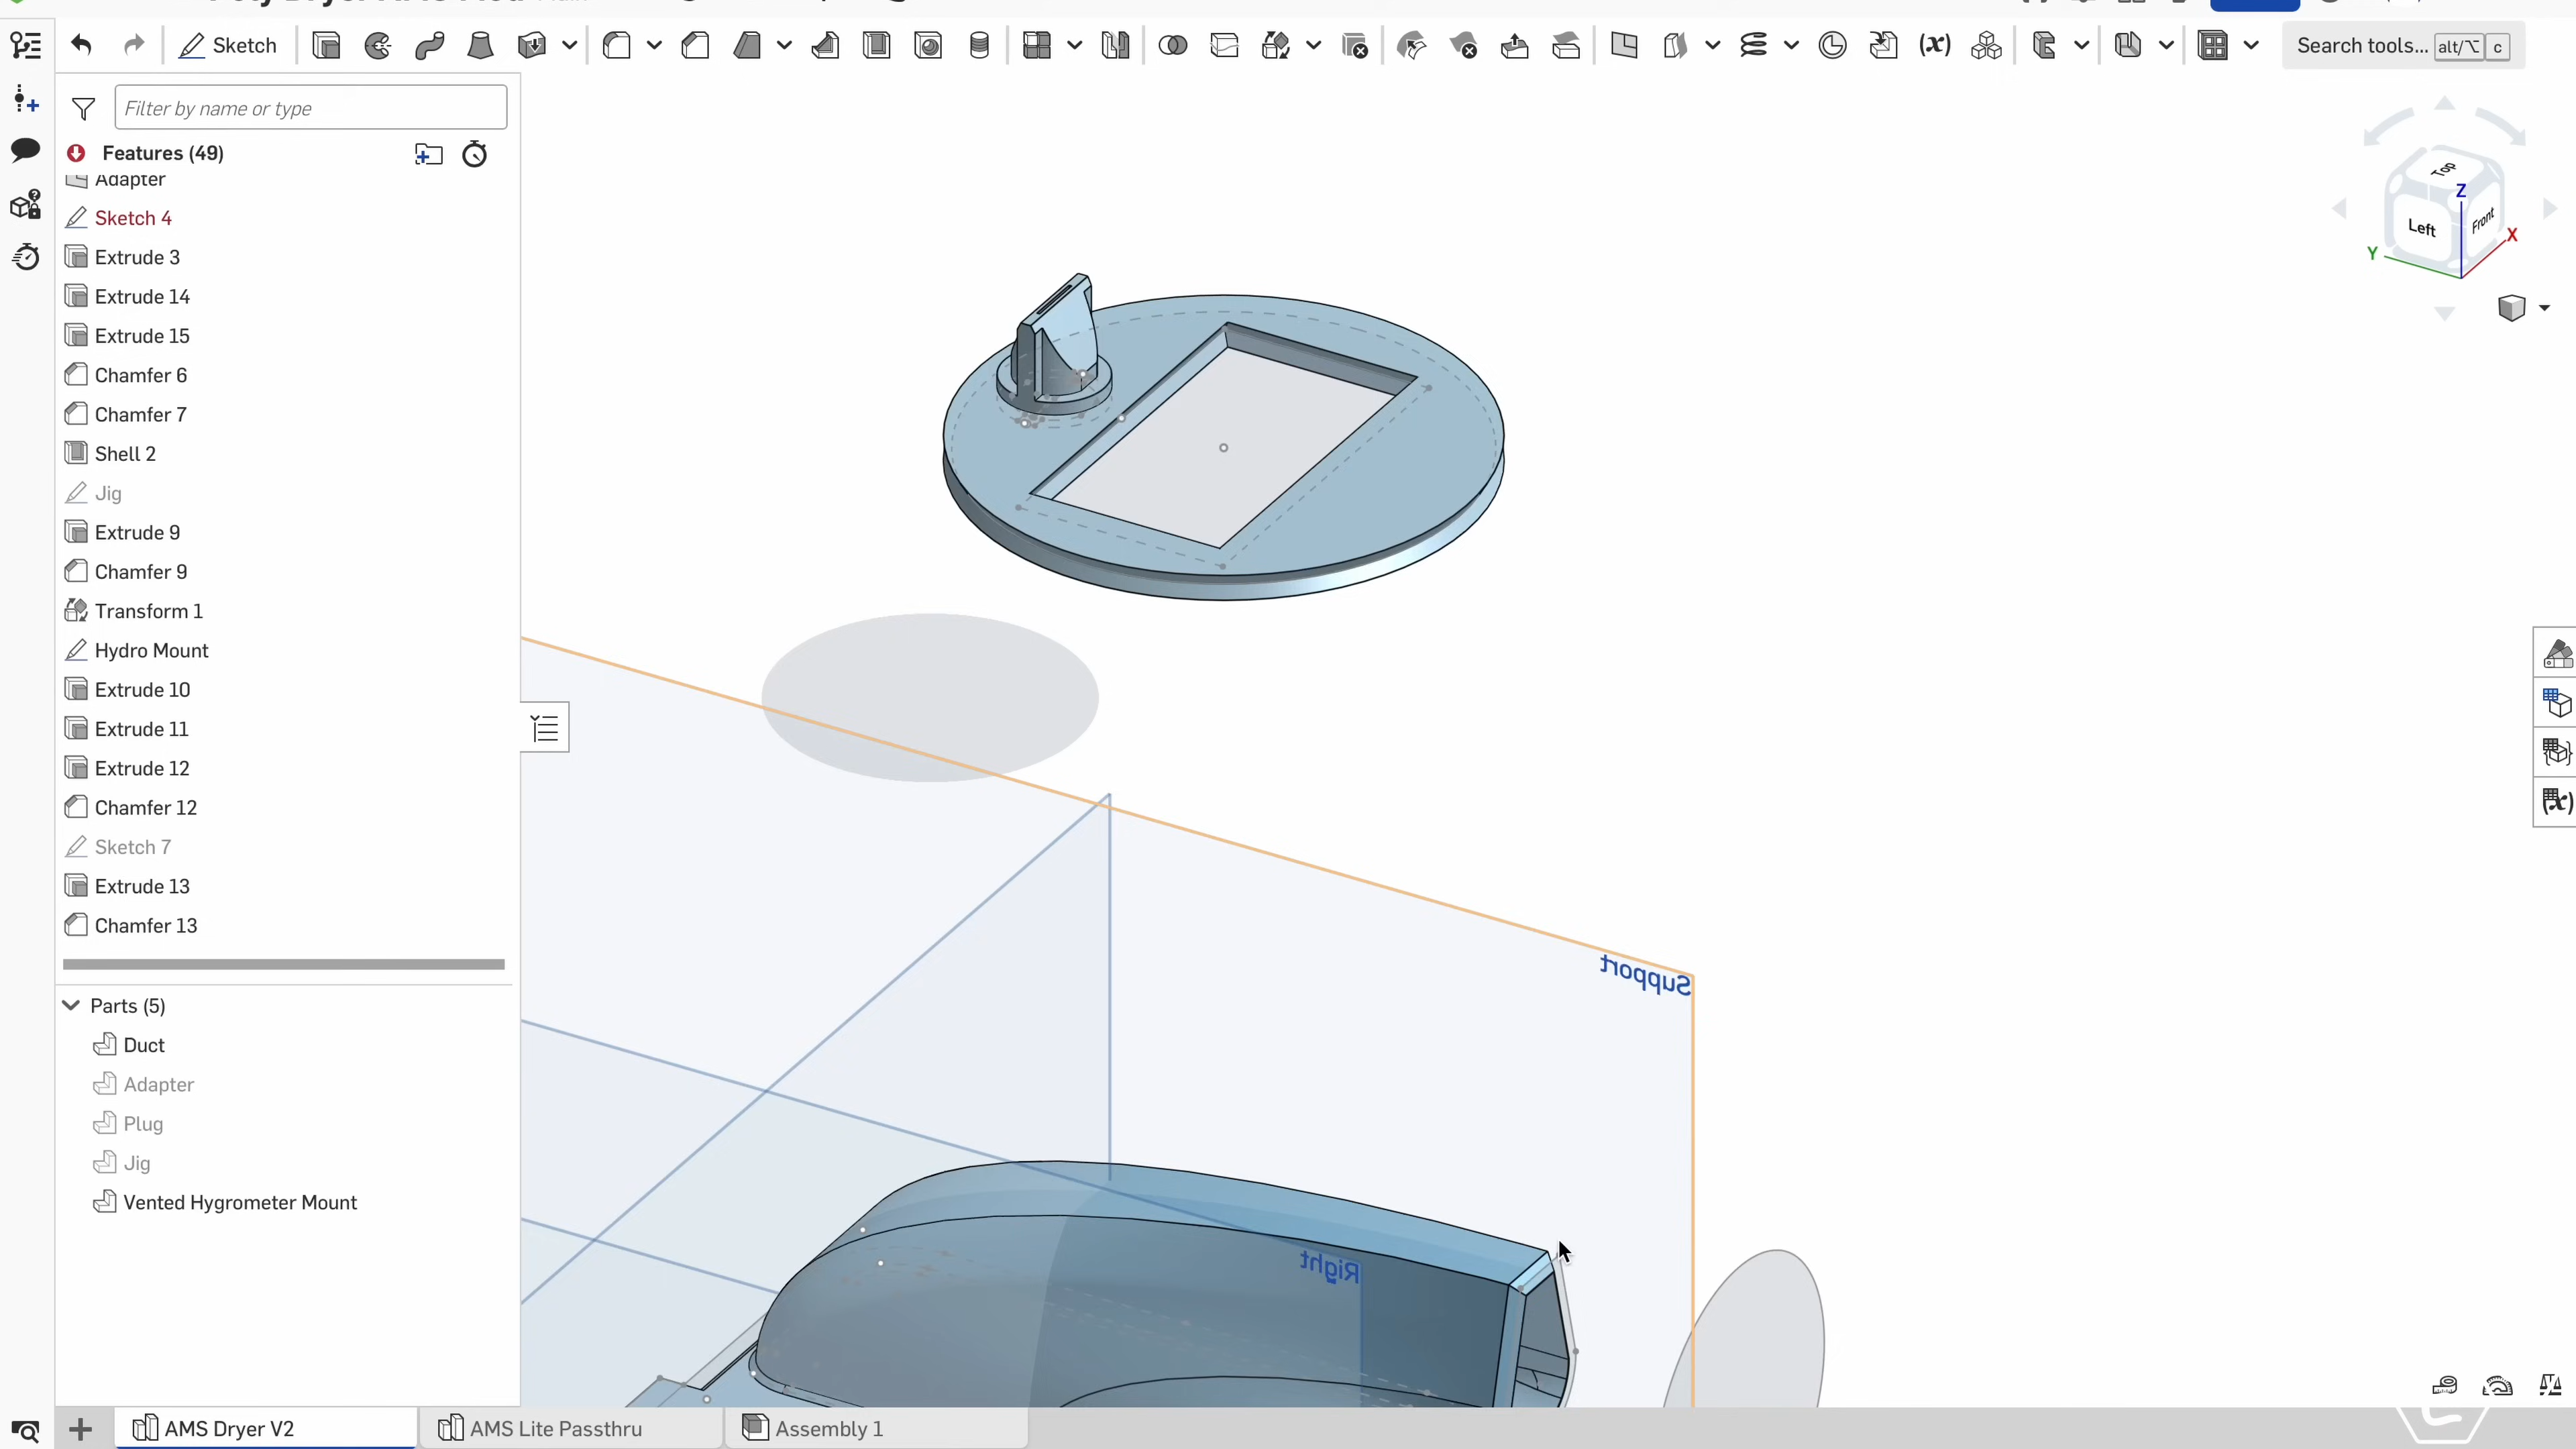 Sketch
Search tools... alt/⌥ c
Filter by name or type
Features (49)
Adapter
Sketch 4
Extrude 3
Extrude 14
Extrude 15
Chamfer 6
Chamfer 7
Shell 2
Jig
Extrude 9
Chamfer 9
Transform 1
Hydro Mount
Extrude 10
Extrude 11
Extrude 12
Chamfer 12
Sketch 7
Extrude 13
Chamfer 13
Parts (5)
Duct
Adapter
Plug
Jig
Vented Hygrometer Mount
Top
Z
Left
Front
X
Y
Support
Right
(x)
(x)
AMS Dryer V2
AMS Lite Passthru
Assembly 1